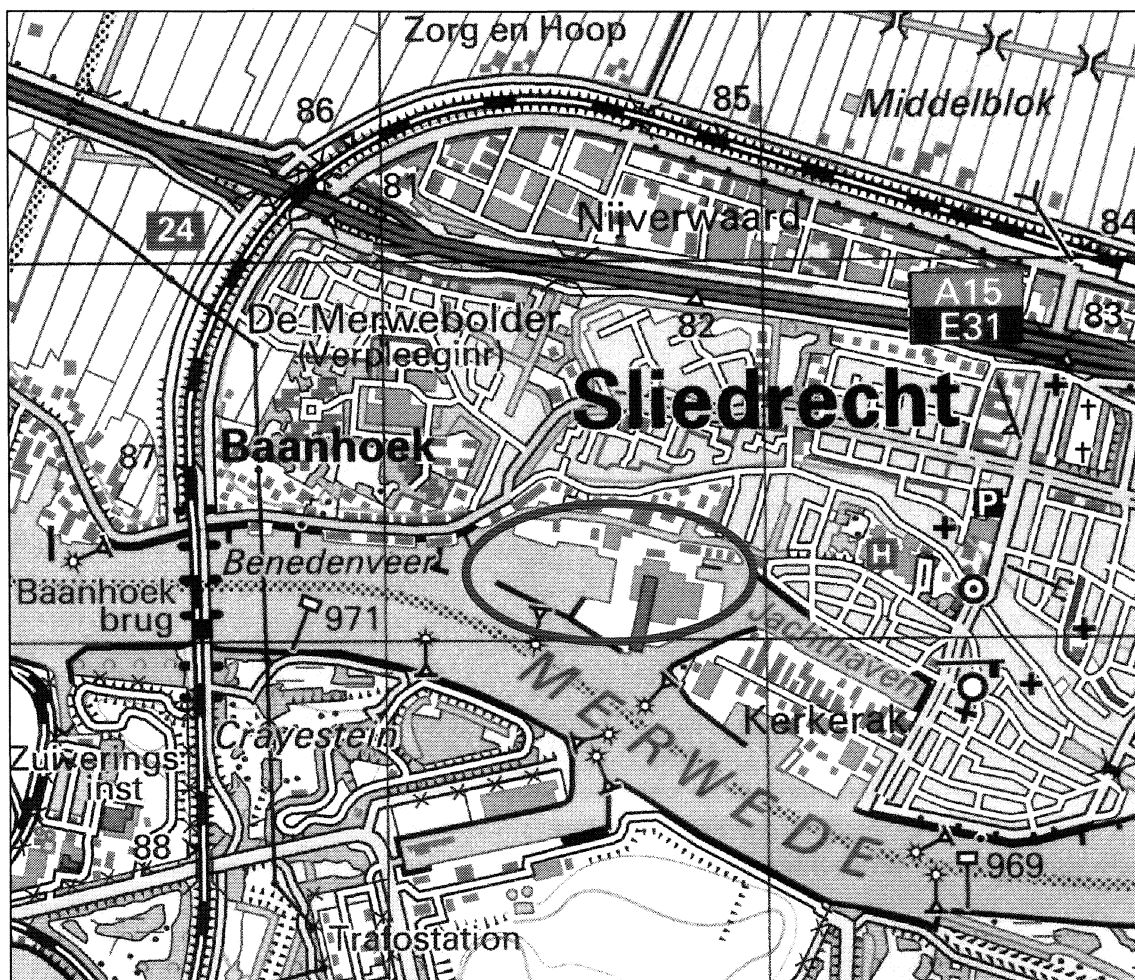 Zorg en Hoop
86
85
Middelblok
81
24
Nijverwaard
84
A15
E31
83
De Merwebolder
(Verpleeginr)
82
Sliedrecht
Baanhoek
87
P
H
Benedenveer
Baanhoek
brug
971
Jachthaven
MERWEDE
Kerkerak
Crayestein
Zuiverings
inst
88
969
Trafostation